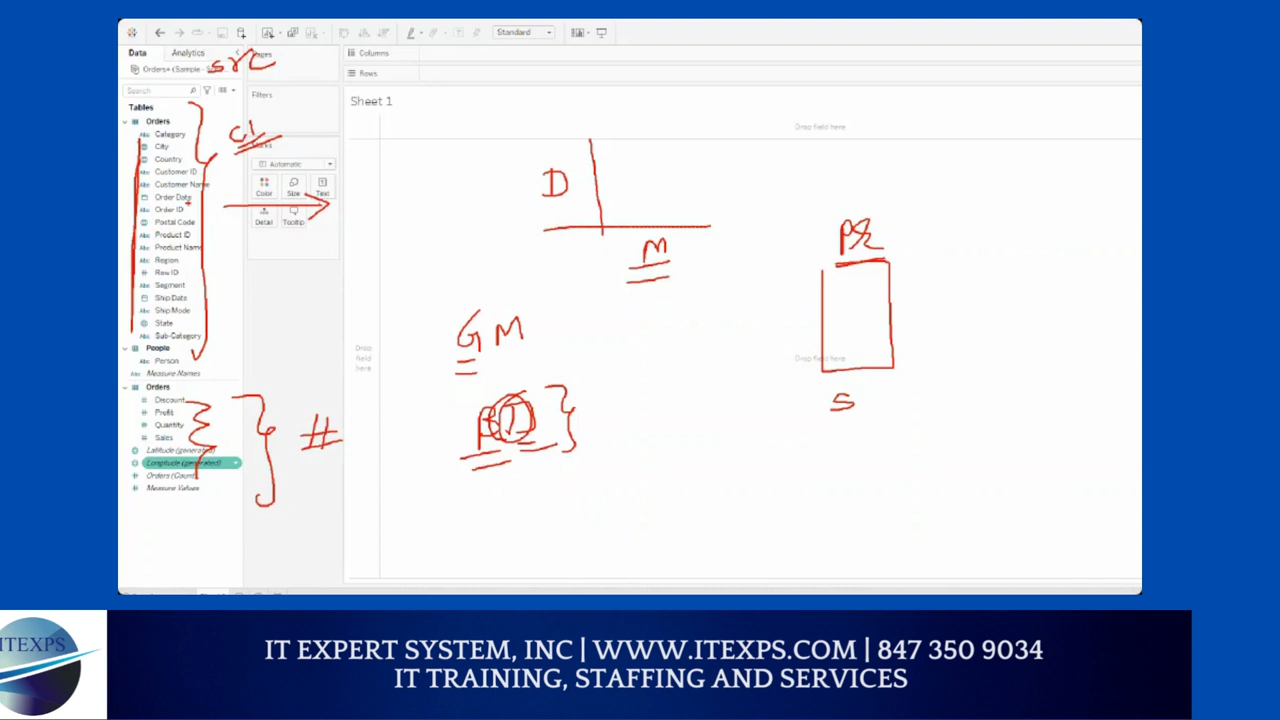 Standard
Data
Analytics
Pages
Columns
Orders+ (Sample - S
src
Rows
Search
Filters
Sheet 1
Tables
Orders
Drop field here
Category
City
Country
Marks
Automatic
Customer ID
Customer Name
Color
Size
Text
D
Order Date
Order ID
Postal Code
Detail
Tooltip
Product ID
Product Name
M
Region
Row ID
Segment
Ship Date
Ship Mode
State
Sub-Category
G M
People
Drop field here
Drop field here
Person
Measure Names
Orders
Discount
Profit
S
Quantity
Sales
#
Latitude (generated)
Longitude (generated)
Orders (Count)
Measure Values
ITEXPS
IT EXPERT SYSTEM, INC | WWW.ITEXPS.COM | 847 350 9034
IT TRAINING, STAFFING AND SERVICES